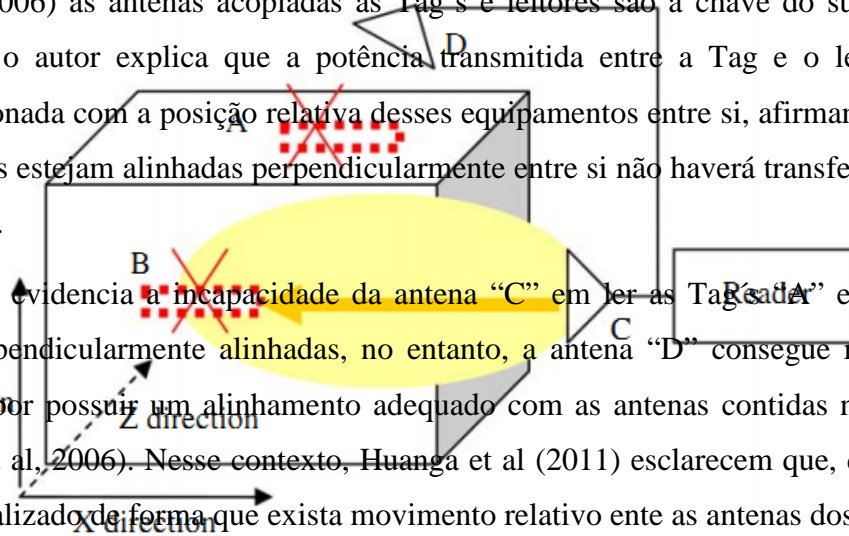 2006) as antenas acopladas às Tag's e leitores são a chave do su
D
o autor explica que a potência transmitida entre a Tag e o le
onada com a posição relativa desses equipamentos entre si, afirmar
A
s estejam alinhadas perpendicularmente entre si não haverá transfe
.
B
evidencia a incapacidade da antena “C” em ler as Tag´s “A” e
Reader
C
pendicularmente alinhadas, no entanto, a antena “D” consegue r
por possuir um alinhamento adequado com as antenas contidas n
Z direction
al, 2006). Nesse contexto, Huanga et al (2011) esclarecem que,
alizado de forma que exista movimento relativo ente as antenas dos
X direction